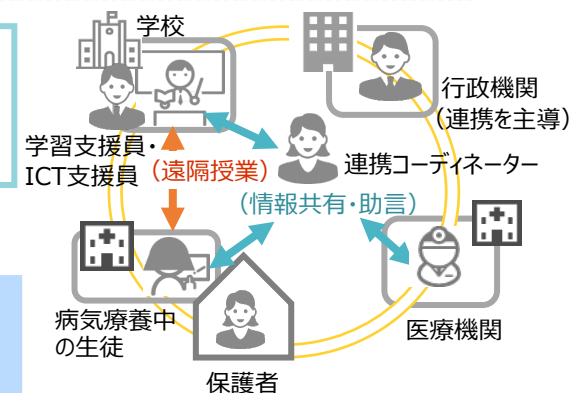 学校
行政機関
（連携を主導）
学習支援員・
ICT支援員
（遠隔授業）
連携コーディネーター
（情報共有・助言）
病気療養中
の生徒
医療機関
保護者